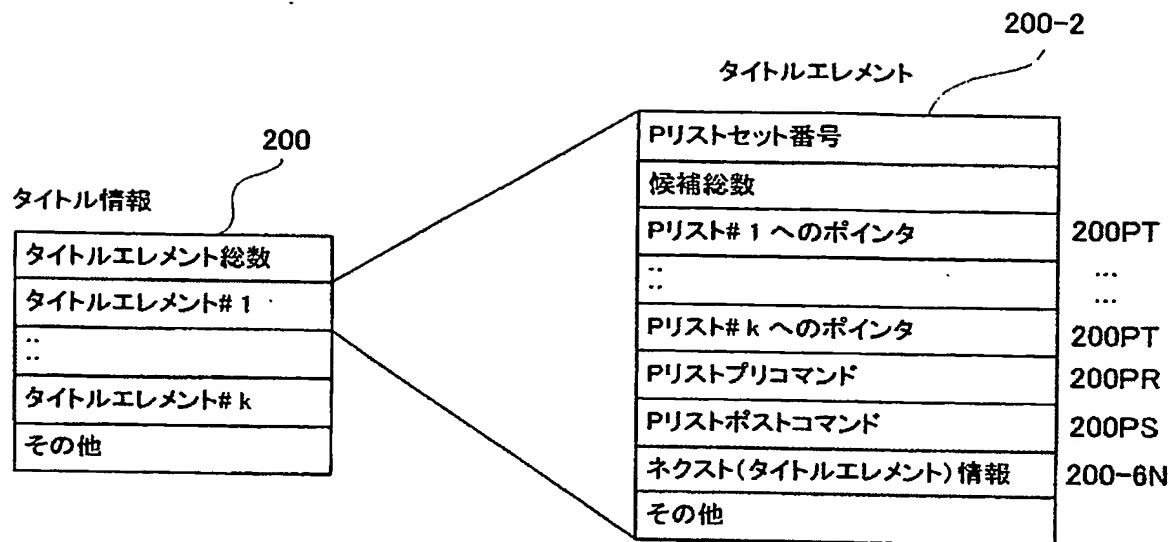 200
タイトル情報
タイトルエレメント総数
タイトルエレメント#1
::
タイトルエレメント#k
その他
200-2
タイトルエレメント
Pリストセット番号
候補総数
Pリスト#1へのポインタ 200PT
:: ...
...
Pリスト#kへのポインタ 200PT
Pリストプリコマンド 200PR
Pリストポストコマンド 200PS
ネクスト(タイトルエレメント)情報 200-6N
その他